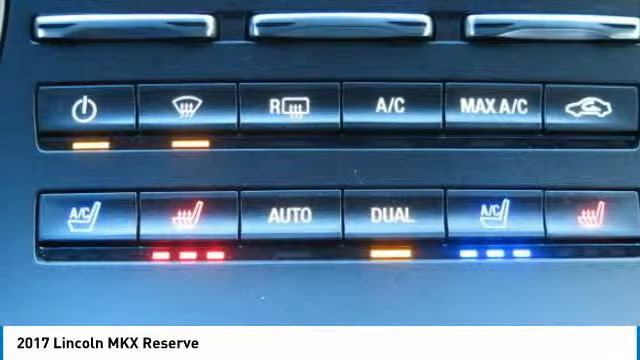 R A/C MAX A/C
A/C AUTO DUAL A/C
2017 Lincoln MKX Reserve